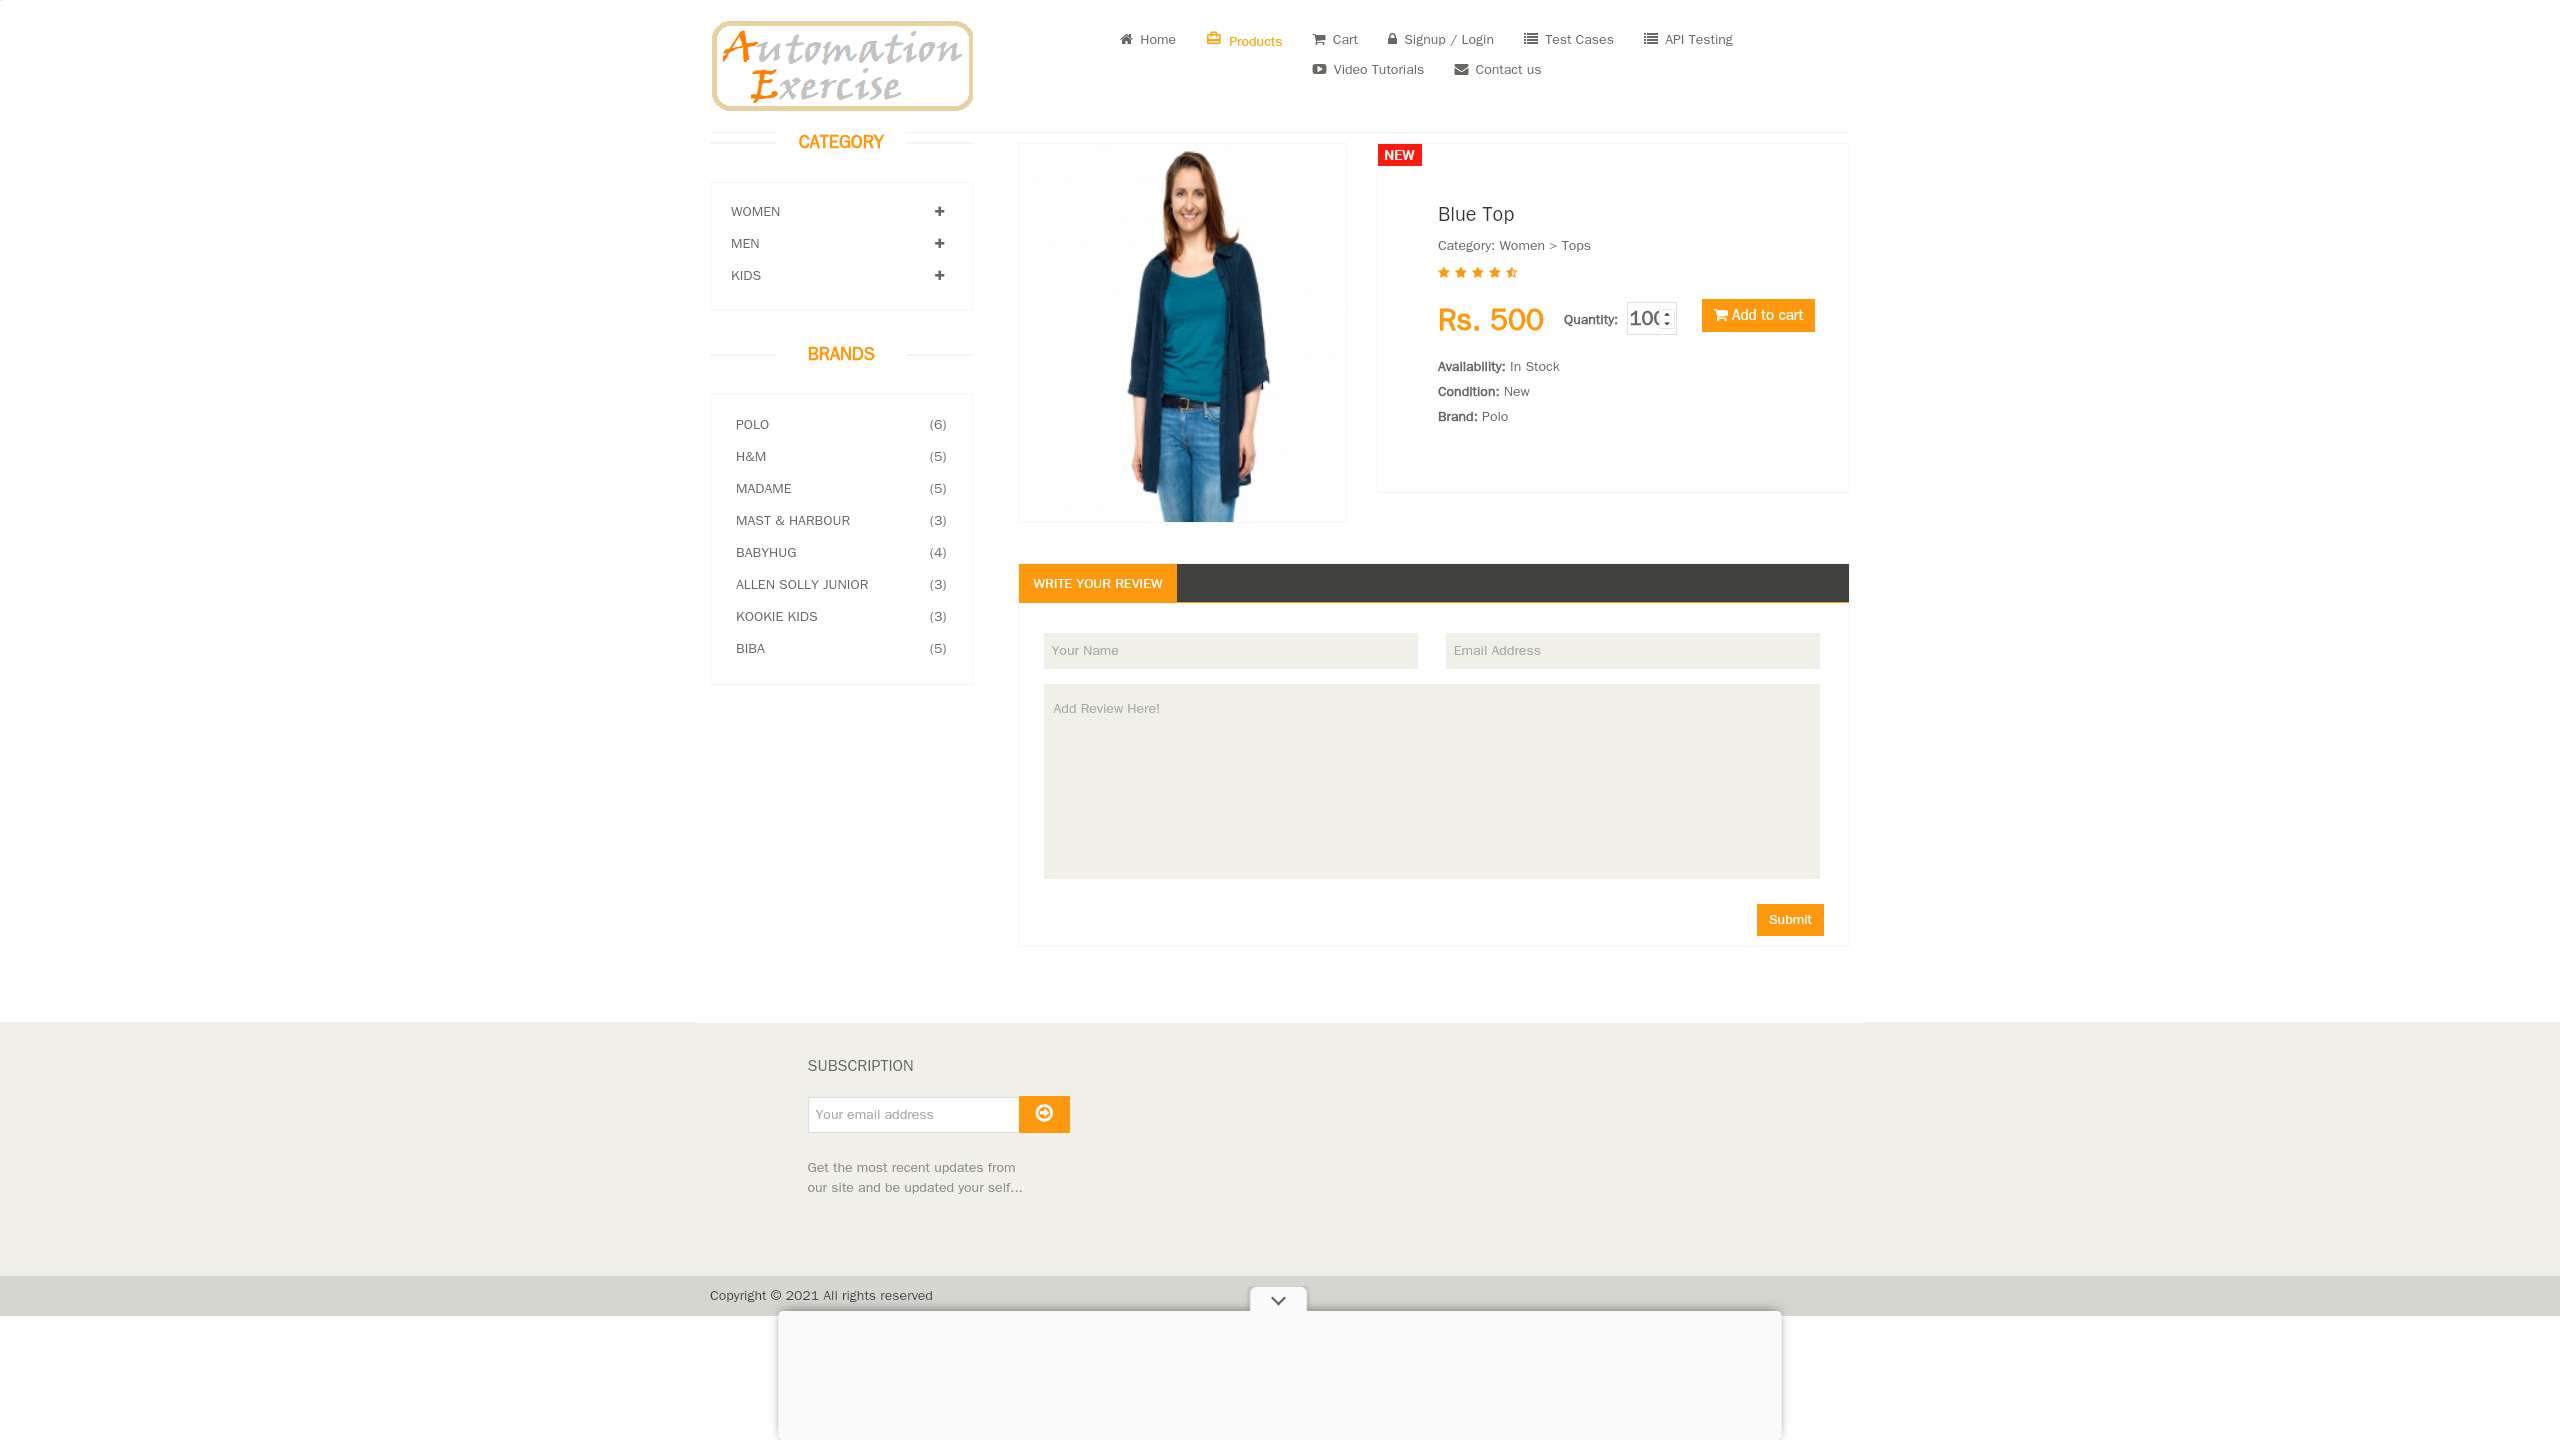 Automation
Exercise
Home
Products
Cart
Signup / Login
Test Cases
API Testing
Video Tutorials
Contact us
CATEGORY
WOMEN
MEN
KIDS
BRANDS
POLO (6)
H&M (5)
MADAME (5)
MAST & HARBOUR (3)
BABYHUG (4)
ALLEN SOLLY JUNIOR (3)
KOOKIE KIDS (3)
BIBA (5)
NEW
Blue Top
Category: Women > Tops
Rs. 500 Quantity: 100 Add to cart
Availability: In Stock
Condition: New
Brand: Polo
WRITE YOUR REVIEW
Your Name
Email Address
Add Review Here!
Submit
SUBSCRIPTION
Your email address
Get the most recent updates from
our site and be updated your self...
Copyright © 2021 All rights reserved